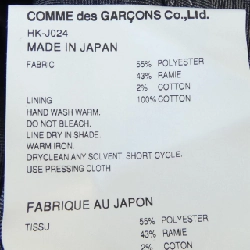 COMME des GARÇONS Co.,Ltd.
HK-J024
MADE IN JAPAN
FABRIC 55% POLYESTER
43% RAMIE
2% COTTON
LINING 100% COTTON
HAND WASH WARM.
DO NOT BLEACH.
LINE DRY IN SHADE.
WARM IRON.
DRYCLEAN ANY SOLVENT SHORT CYCLE.
USE PRESSING CLOTH
FABRIQUE AU JAPON
TISSU 55% POLYESTER
43% RAMIE
2% COTON